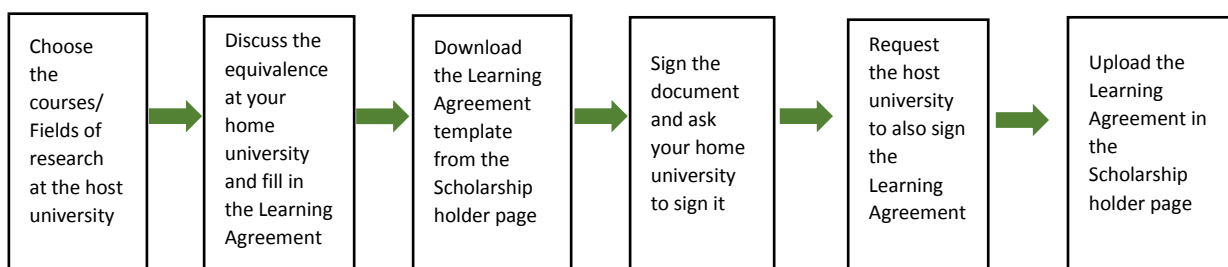 Choose
the
courses/
Fields of
research
at the host
university
Discuss the
equivalence
at your
home
university
and fill in
the Learning
Agreement
Download
the Learning
Agreement
template
from the
Scholarship
holder page
Sign the
document
and ask
your home
university
to sign it
Request
the host
university
to also sign
the
Learning
Agreement
Upload the
Learning
Agreement in
the
Scholarship
holder page